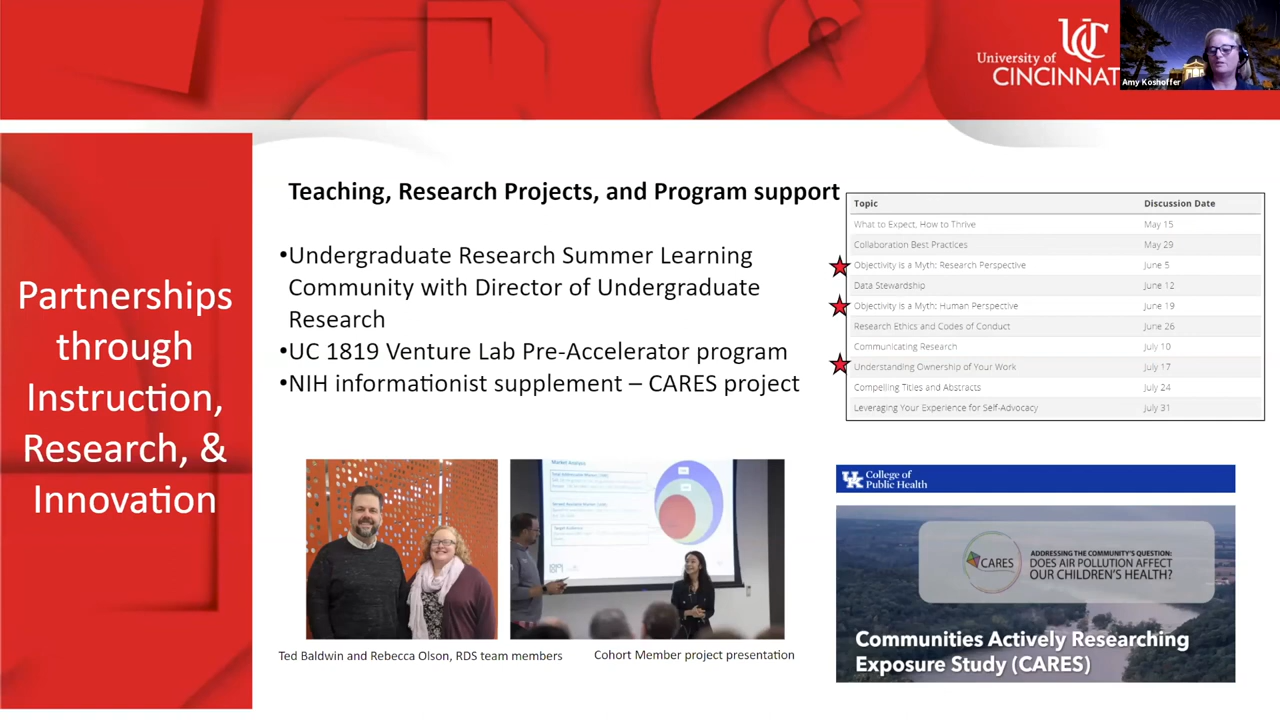 University of
CINCINNAT
Amy Koshoffer
Partnerships
through
Instruction,
Research, &
Innovation
Teaching, Research Projects, and Program support
•Undergraduate Research Summer Learning
Community with Director of Undergraduate
Research
•UC 1819 Venture Lab Pre-Accelerator program
•NIH informationist supplement – CARES project
Topic Discussion Date
What to Expect, How to Thrive May 15
Collaboration Best Practices May 29
Objectivity is a Myth: Research Perspective June 5
Data Stewardship June 12
Objectivity is a Myth: Human Perspective June 19
Research Ethics and Codes of Conduct June 26
Communicating Research July 10
Understanding Ownership of Your Work July 17
Compelling Titles and Abstracts July 24
Leveraging Your Experience for Self-Advocacy July 31
Market Analysis
Target Audience
Ted Baldwin and Rebecca Olson, RDS team members
Cohort Member project presentation
UK College of
Public Health
CARES
ADDRESSING THE COMMUNITY'S QUESTION:
DOES AIR POLLUTION AFFECT
OUR CHILDREN'S HEALTH?
Communities Actively Researching
Exposure Study (CARES)